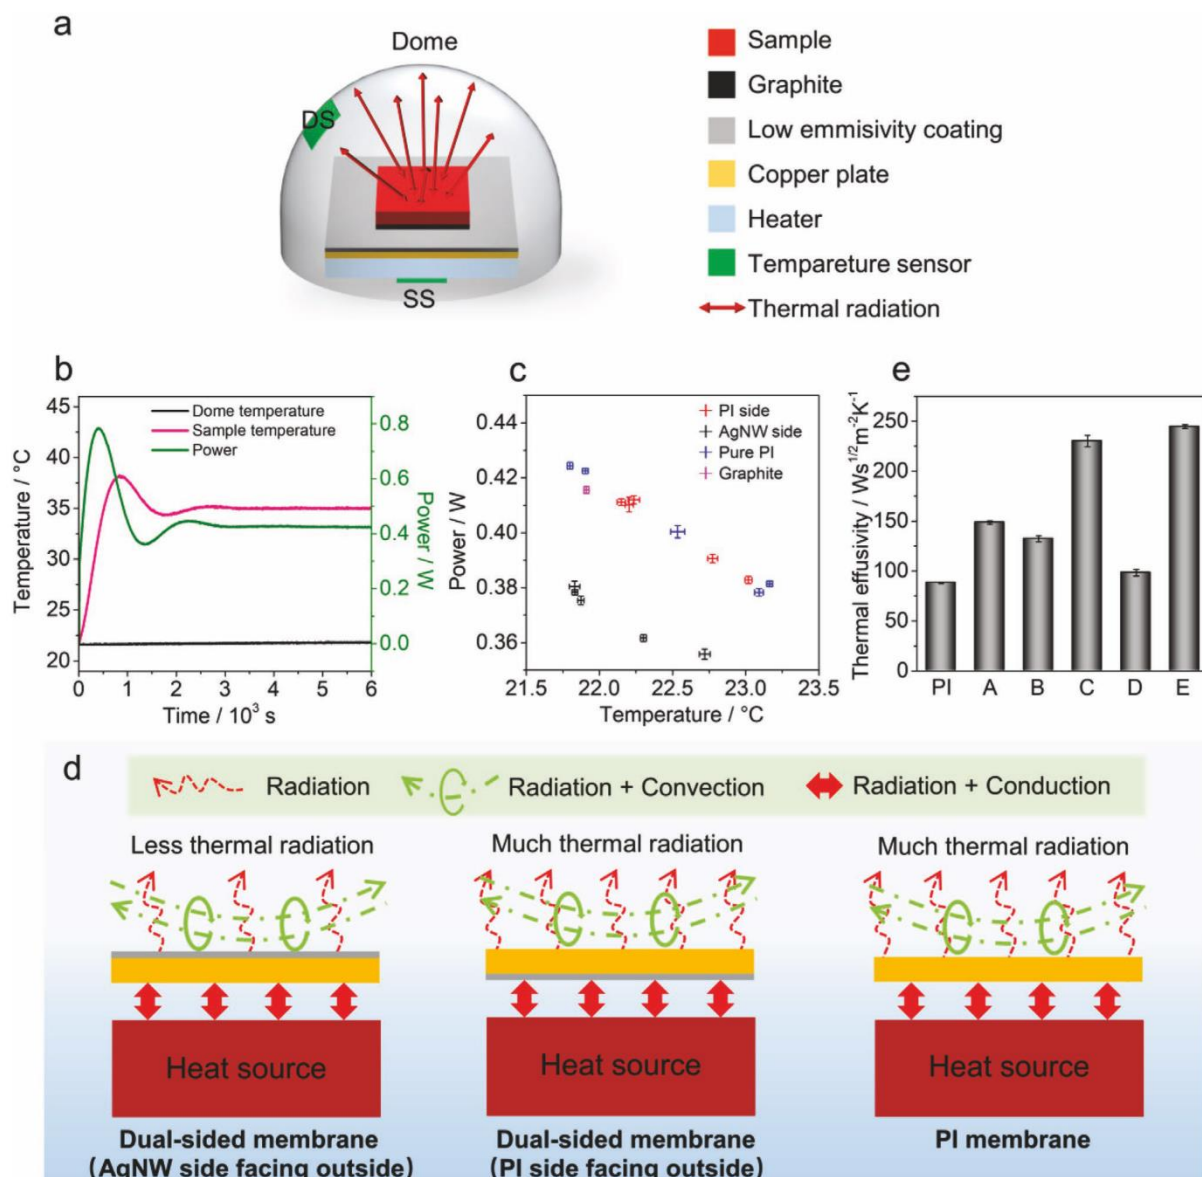 a
Dome
DS
SS
Sample
Graphite
Low emmisivity coating
Copper plate
Heater
Tempareture sensor
Thermal radiation
b
Dome temperature
Sample temperature
Power
Temperature / °C
45
40
35
30
25
20
0.8
0.6
0.4
0.2
0.0
Power / W
0 1 2 3 4 5 6
Time / 10³ s
c
PI side
AgNW side
Pure PI
Graphite
Power / W
0.44
0.42
0.40
0.38
0.36
21.5 22.0 22.5 23.0 23.5
Temperature / °C
e
Thermal effusivity / Ws^1/2m^-2K^-1
250
200
150
100
50
0
PI A B C D E
d
Radiation
Radiation + Convection
Radiation + Conduction
Less thermal radiation
Much thermal radiation
Much thermal radiation
Heat source
Heat source
Heat source
Dual-sided membrane
(AgNW side facing outside)
Dual-sided membrane
(PI side facing outside)
PI membrane